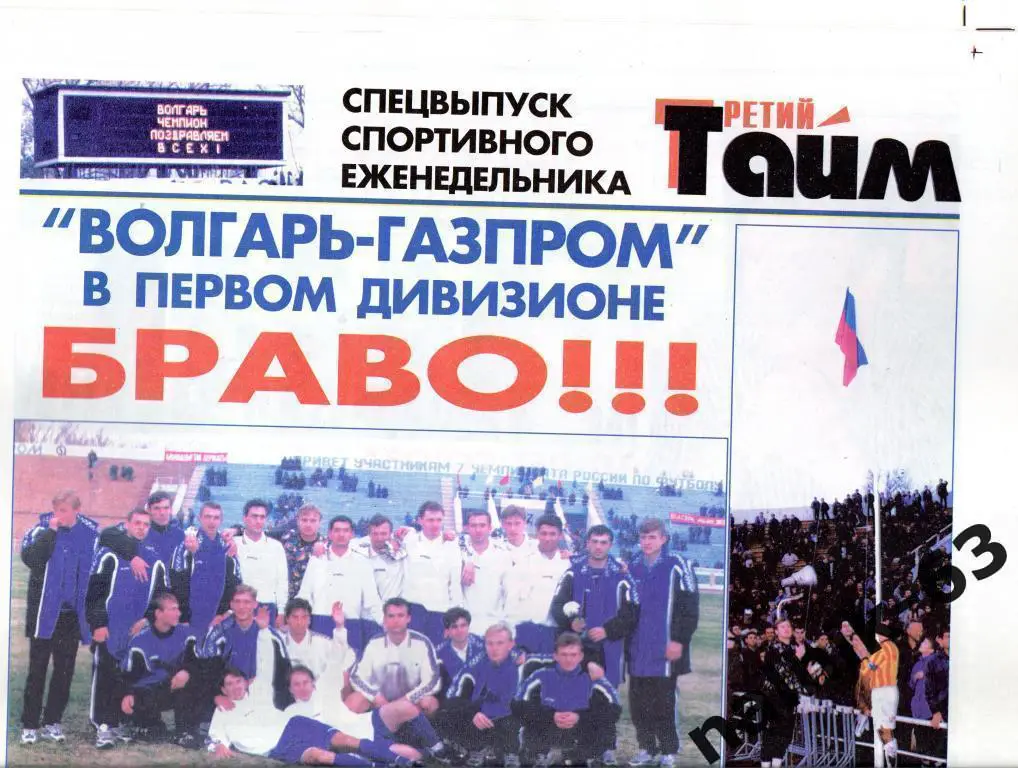 ВОЛГАРЬ
ЧЕМПИОН
ПОЗДРАВЛЯЕМ
ВСЕХ!
СПЕЦВЫПУСК
СПОРТИВНОГО
ЕЖЕНЕДЕЛЬНИКА
ТРЕТИЙ
Тайм
"ВОЛГАРЬ-ГАЗПРОМ"
В ПЕРВОМ ДИВИЗИОНЕ
БРАВО!!!
ПРИВЕТ УЧАСТНИКАМ 7 ЧЕМПИОНАТА РОССИИ ПО ФУТБОЛУ